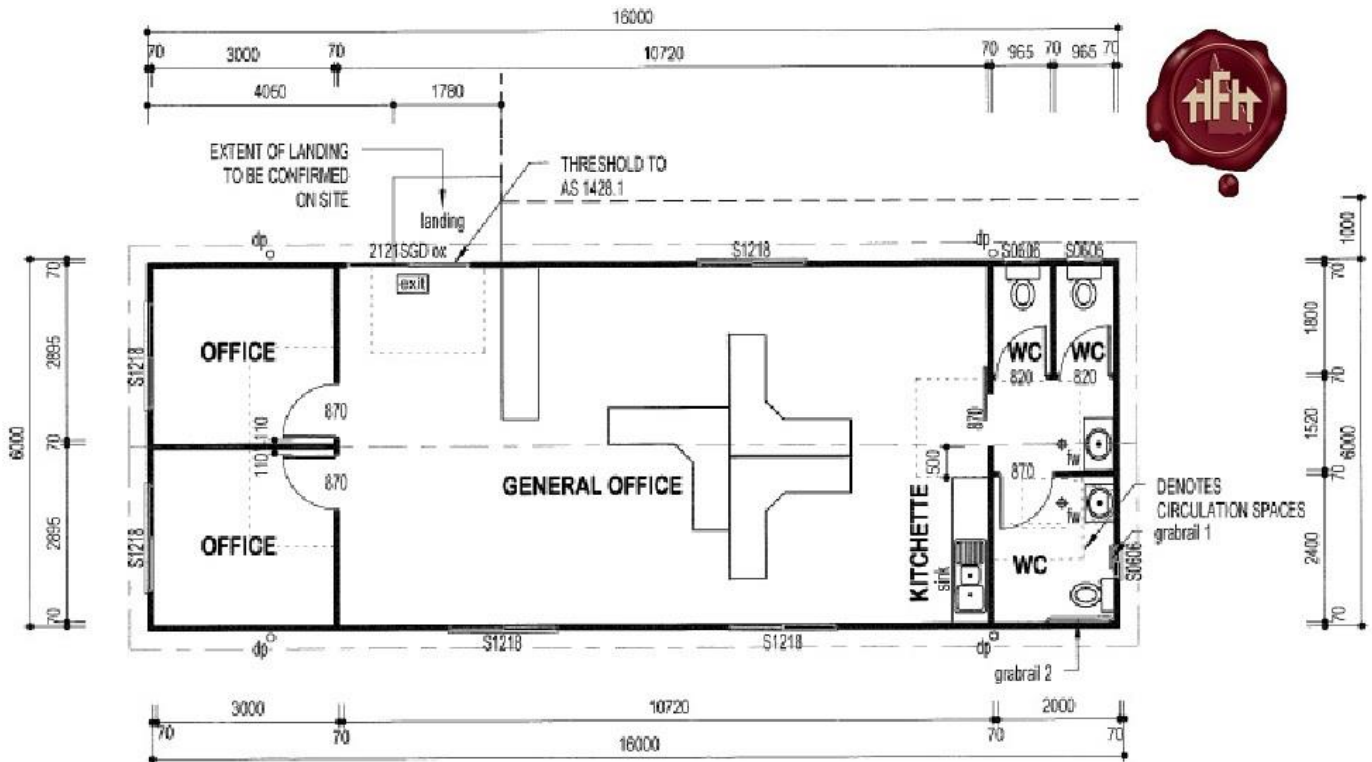 16000
70 3000 70 10720 70 965 70 965 70
4060 1780
HFH
EXTENT OF LANDING
TO BE CONFIRMED
ON SITE
THRESHOLD TO
AS 1428.1
landing
1000
dp
2121SGD ox
S1218
dp
S0606 S0606
exit
70
2895
70
2895
70
6000
S1218
OFFICE
870
110
110
870
OFFICE
S1218
GENERAL OFFICE
WC WC
820 820
870
500
fw
870
fw
KITCHETTE
sink
WC
DENOTES
CIRCULATION SPACES
grabrail 1
S0606
70
1800
70
1520
70
2400
70
6000
dp
S1218
S1218
dp
grabrail 2
3000 10720 2000
70 70 70 70
16000